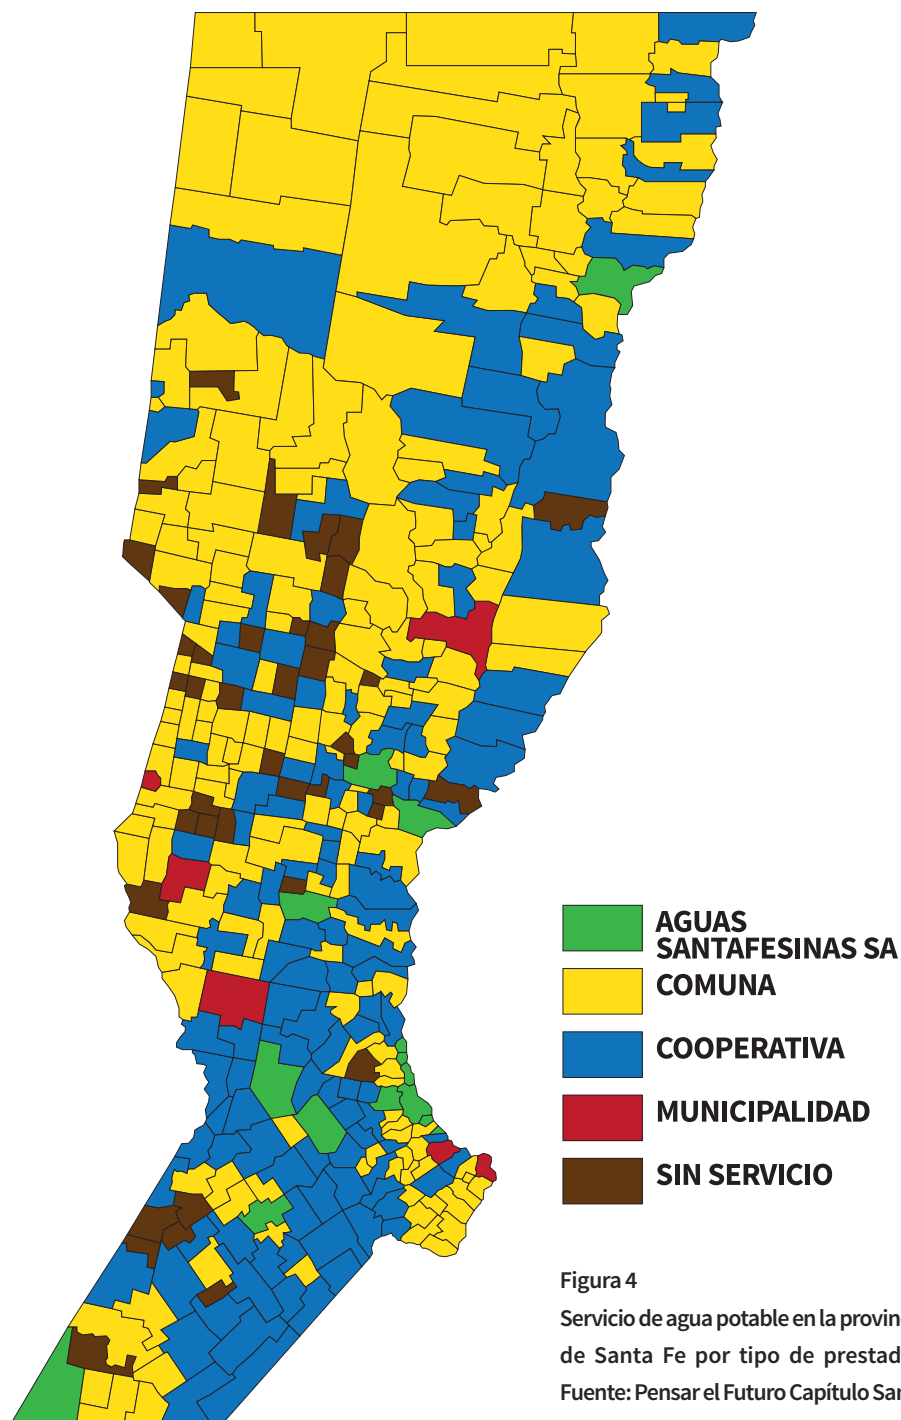 AGUAS
SANTAFESINAS SA
COMUNA
COOPERATIVA
MUNICIPALIDAD
SIN SERVICIO
Figura 4
Servicio de agua potable en la provin
de Santa Fe por tipo de prestad
Fuente: Pensar el Futuro Capítulo San